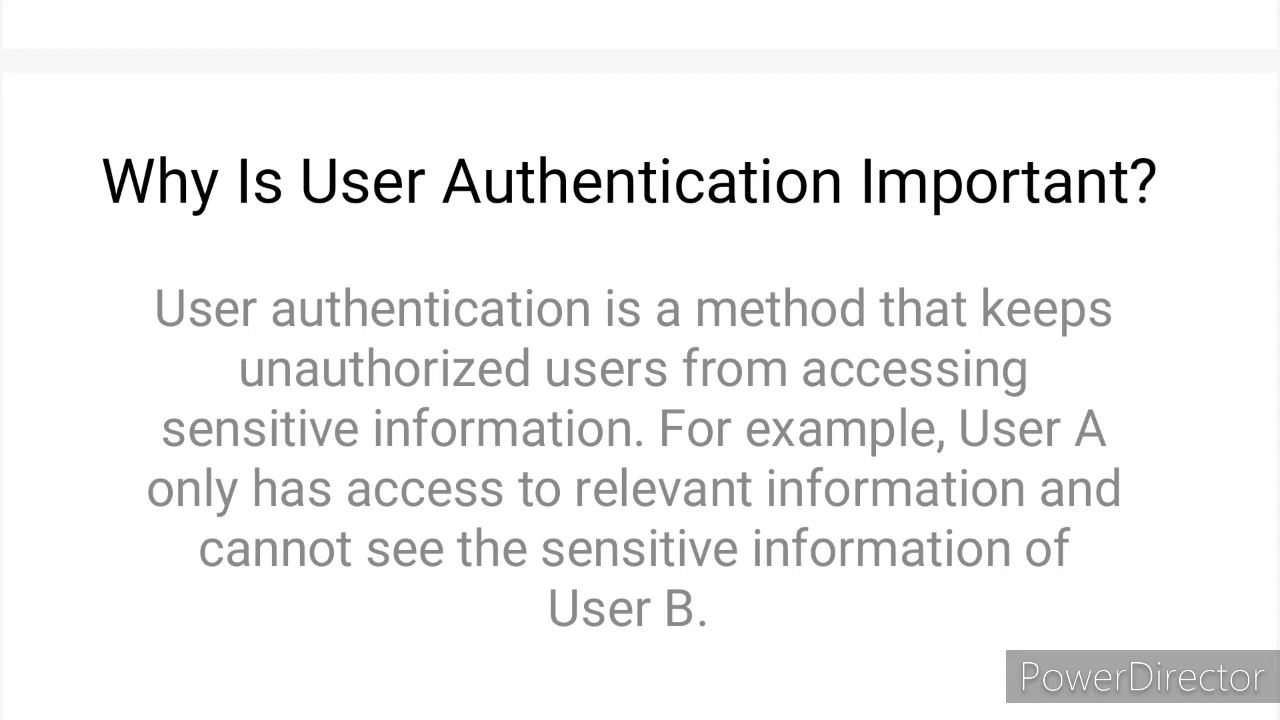 Why Is User Authentication Important?
User authentication is a method that keeps
unauthorized users from accessing
sensitive information. For example, User A
only has access to relevant information and
cannot see the sensitive information of
User B.
PowerDirector